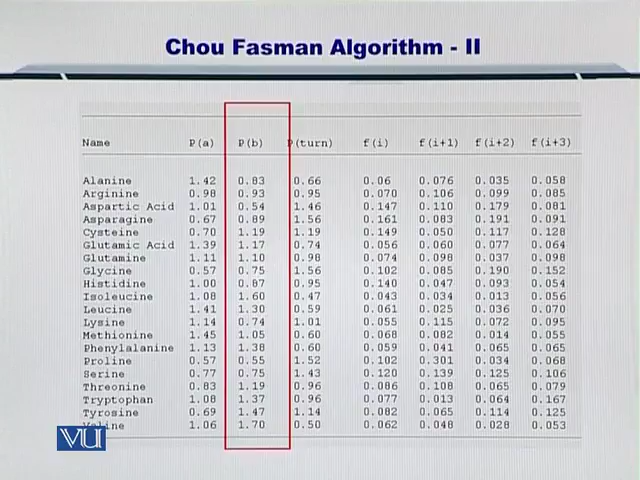 Chou Fasman Algorithm - II
Name P(a) P(b) P(turn) f(i) f(i+1) f(i+2) f(i+3)
Alanine 1.42 0.83 0.66 0.06 0.076 0.035 0.058
Arginine 0.98 0.93 0.95 0.070 0.106 0.099 0.085
Aspartic Acid 1.01 0.54 1.46 0.147 0.110 0.179 0.081
Asparagine 0.67 0.89 1.56 0.161 0.083 0.191 0.091
Cysteine 0.70 1.19 1.19 0.149 0.050 0.117 0.128
Glutamic Acid 1.39 1.17 0.74 0.056 0.060 0.077 0.064
Glutamine 1.11 1.10 0.98 0.074 0.098 0.037 0.098
Glycine 0.57 0.75 1.56 0.102 0.085 0.190 0.152
Histidine 1.00 0.87 0.95 0.140 0.047 0.093 0.054
Isoleucine 1.08 1.60 0.47 0.043 0.034 0.013 0.056
Leucine 1.41 1.30 0.59 0.061 0.025 0.036 0.070
Lysine 1.14 0.74 1.01 0.055 0.115 0.072 0.095
Methionine 1.45 1.05 0.60 0.068 0.082 0.014 0.055
Phenylalanine 1.13 1.38 0.60 0.059 0.041 0.065 0.065
Proline 0.57 0.55 1.52 0.102 0.301 0.034 0.068
Serine 0.77 0.75 1.43 0.120 0.139 0.125 0.106
Threonine 0.83 1.19 0.96 0.086 0.108 0.065 0.079
Tryptophan 1.08 1.37 0.96 0.077 0.013 0.064 0.167
Tyrosine 0.69 1.47 1.14 0.082 0.065 0.114 0.125
Valine 1.06 1.70 0.50 0.062 0.048 0.028 0.053
VU